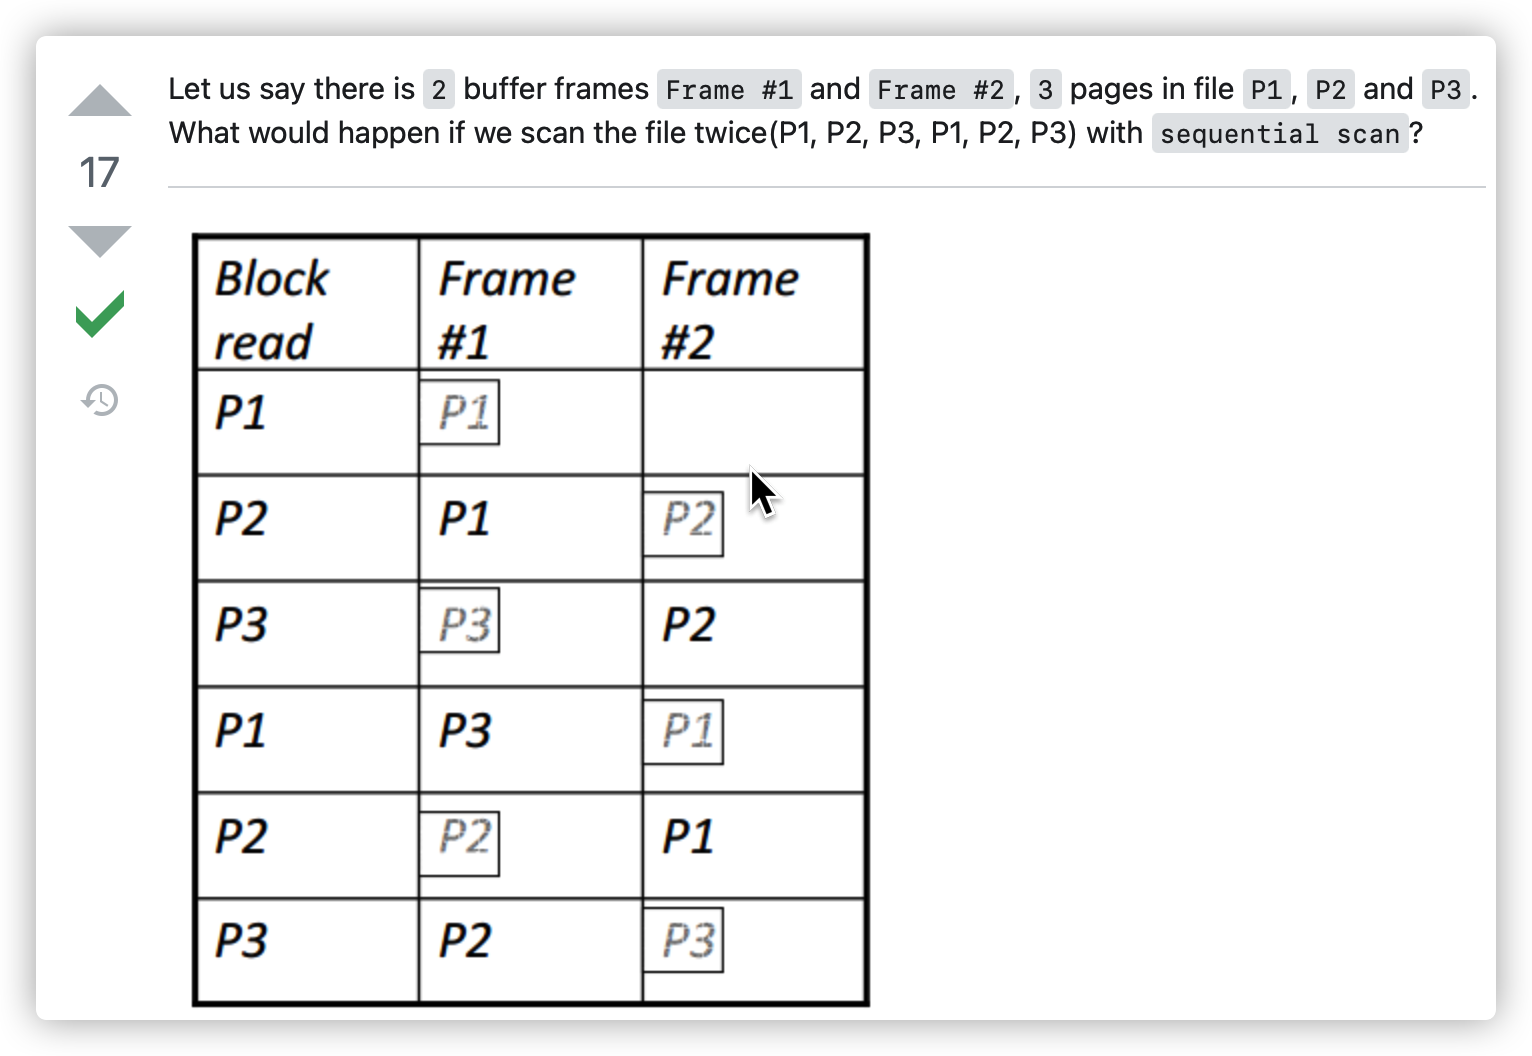 Let us say there is 2 buffer frames Frame #1 and Frame #2, 3 pages in file P1, P2 and P3.
What would happen if we scan the file twice(P1, P2, P3, P1, P2, P3) with sequential scan?
17
Block read Frame #1 Frame #2
P1 P1
P2 P1 P2
P3 P3 P2
P1 P3 P1
P2 P2 P1
P3 P2 P3